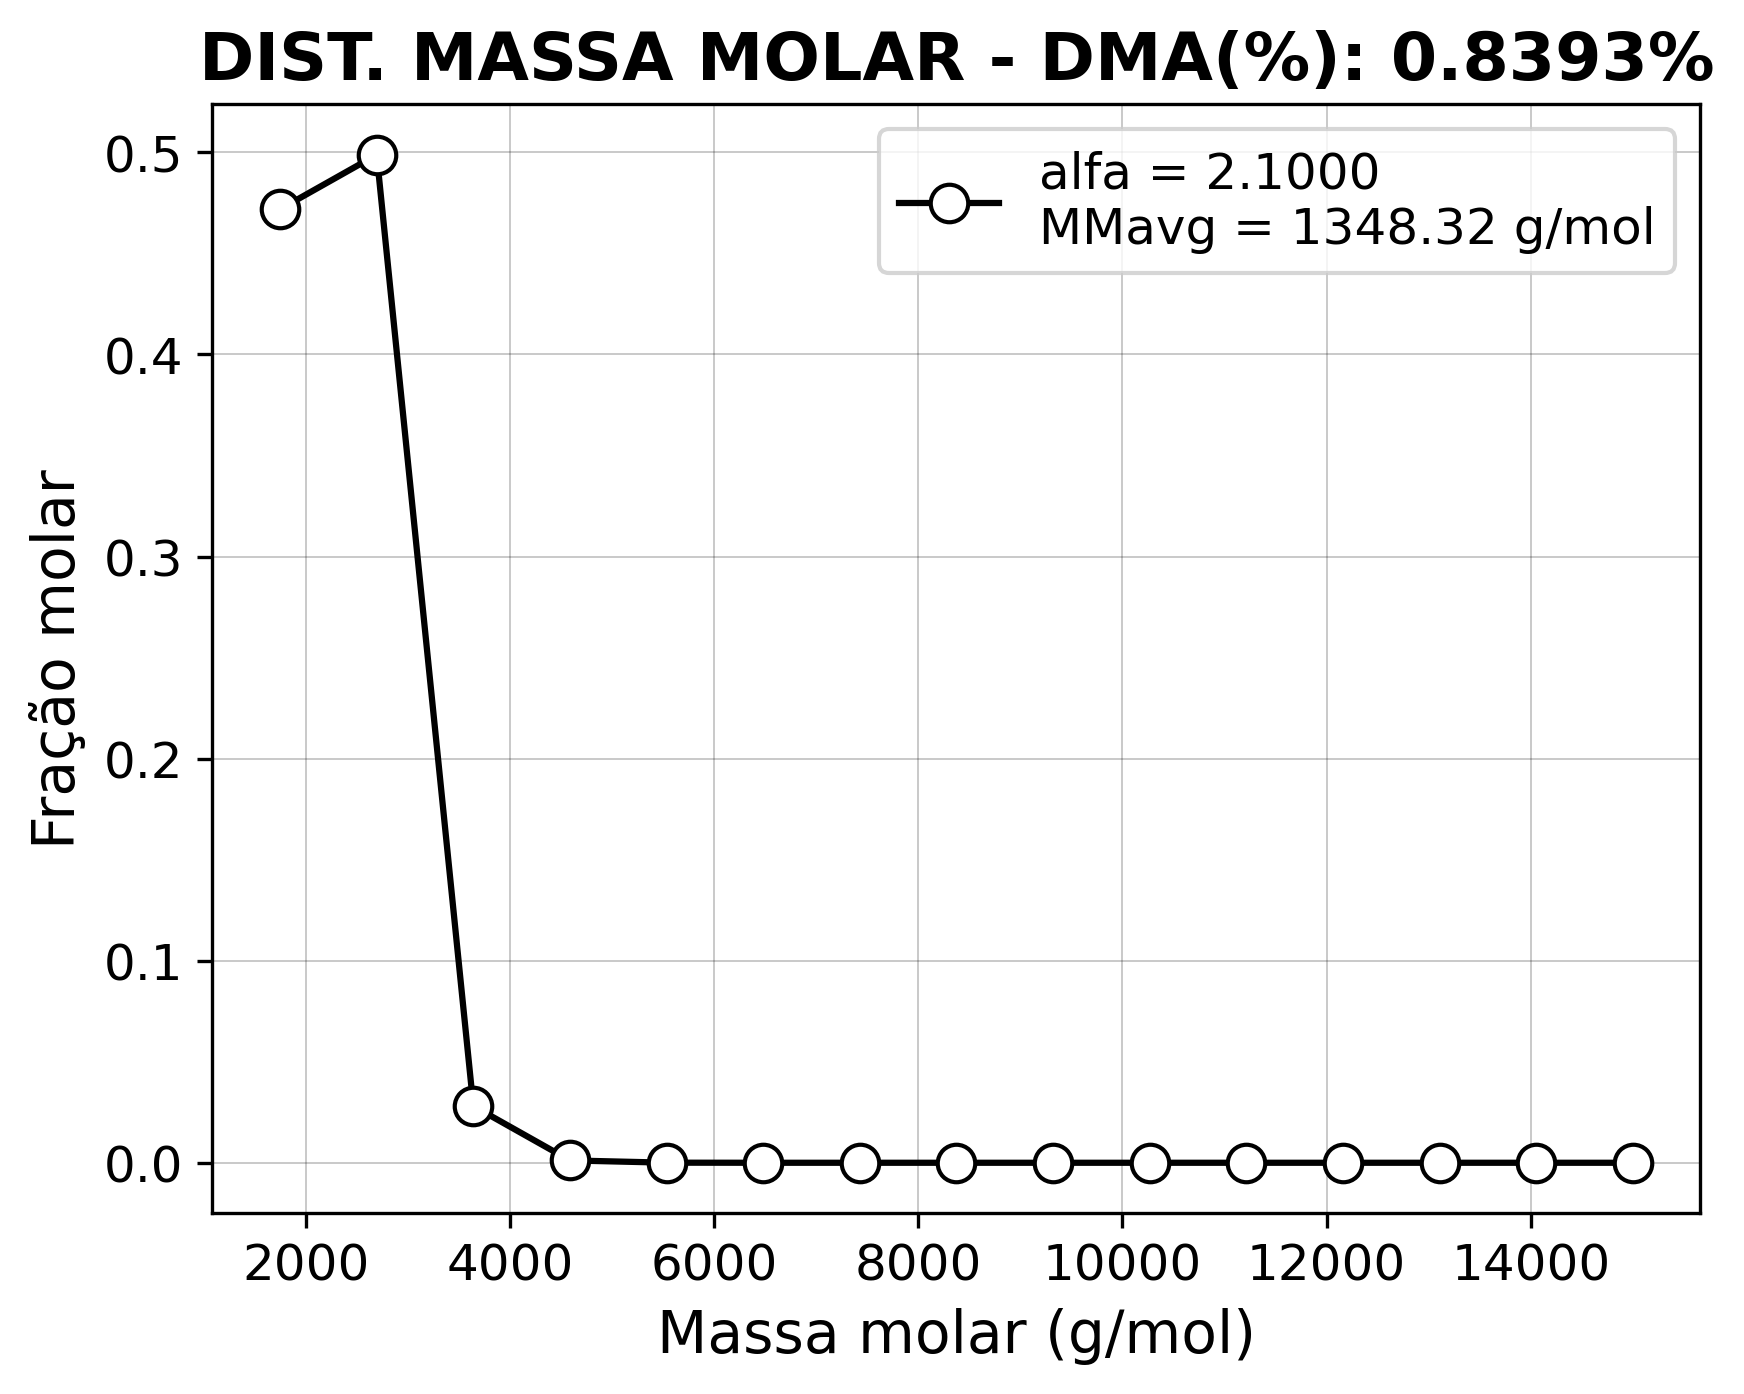 DIST. MASSA MOLAR - DMA(%): 0.8393%
alfa = 2.1000
MMavg = 1348.32 g/mol
0.5
0.4
0.3
0.2
0.1
0.0
Fração molar
2000 4000 6000 8000 10000 12000 14000
Massa molar (g/mol)